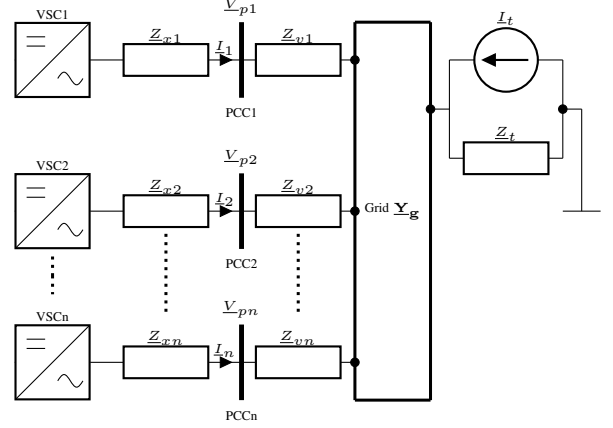 V_p1
VSC1 Z_x1 I_1 Z_v1 I_t
PCC1
Z_t
V_p2
VSC2 Z_x2 I_2 Z_v2
Grid Y_g
PCC2
V_pn
VSCn Z_xn I_n Z_vn
PCCn